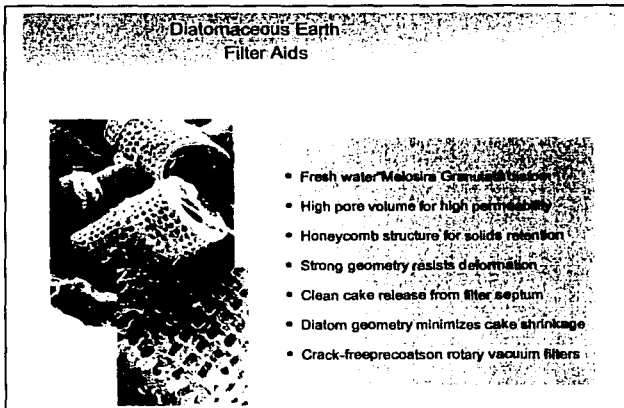 Diatomaceous Earth
Filter Aids
• Fresh water Melosira Granulata diatom
• High pore volume for high permeability
• Honeycomb structure for solids retention
• Strong geometry resists deformation
• Clean cake release from filter septum
• Diatom geometry minimizes cake shrinkage
• Crack-freeprecoatson rotary vacuum filters